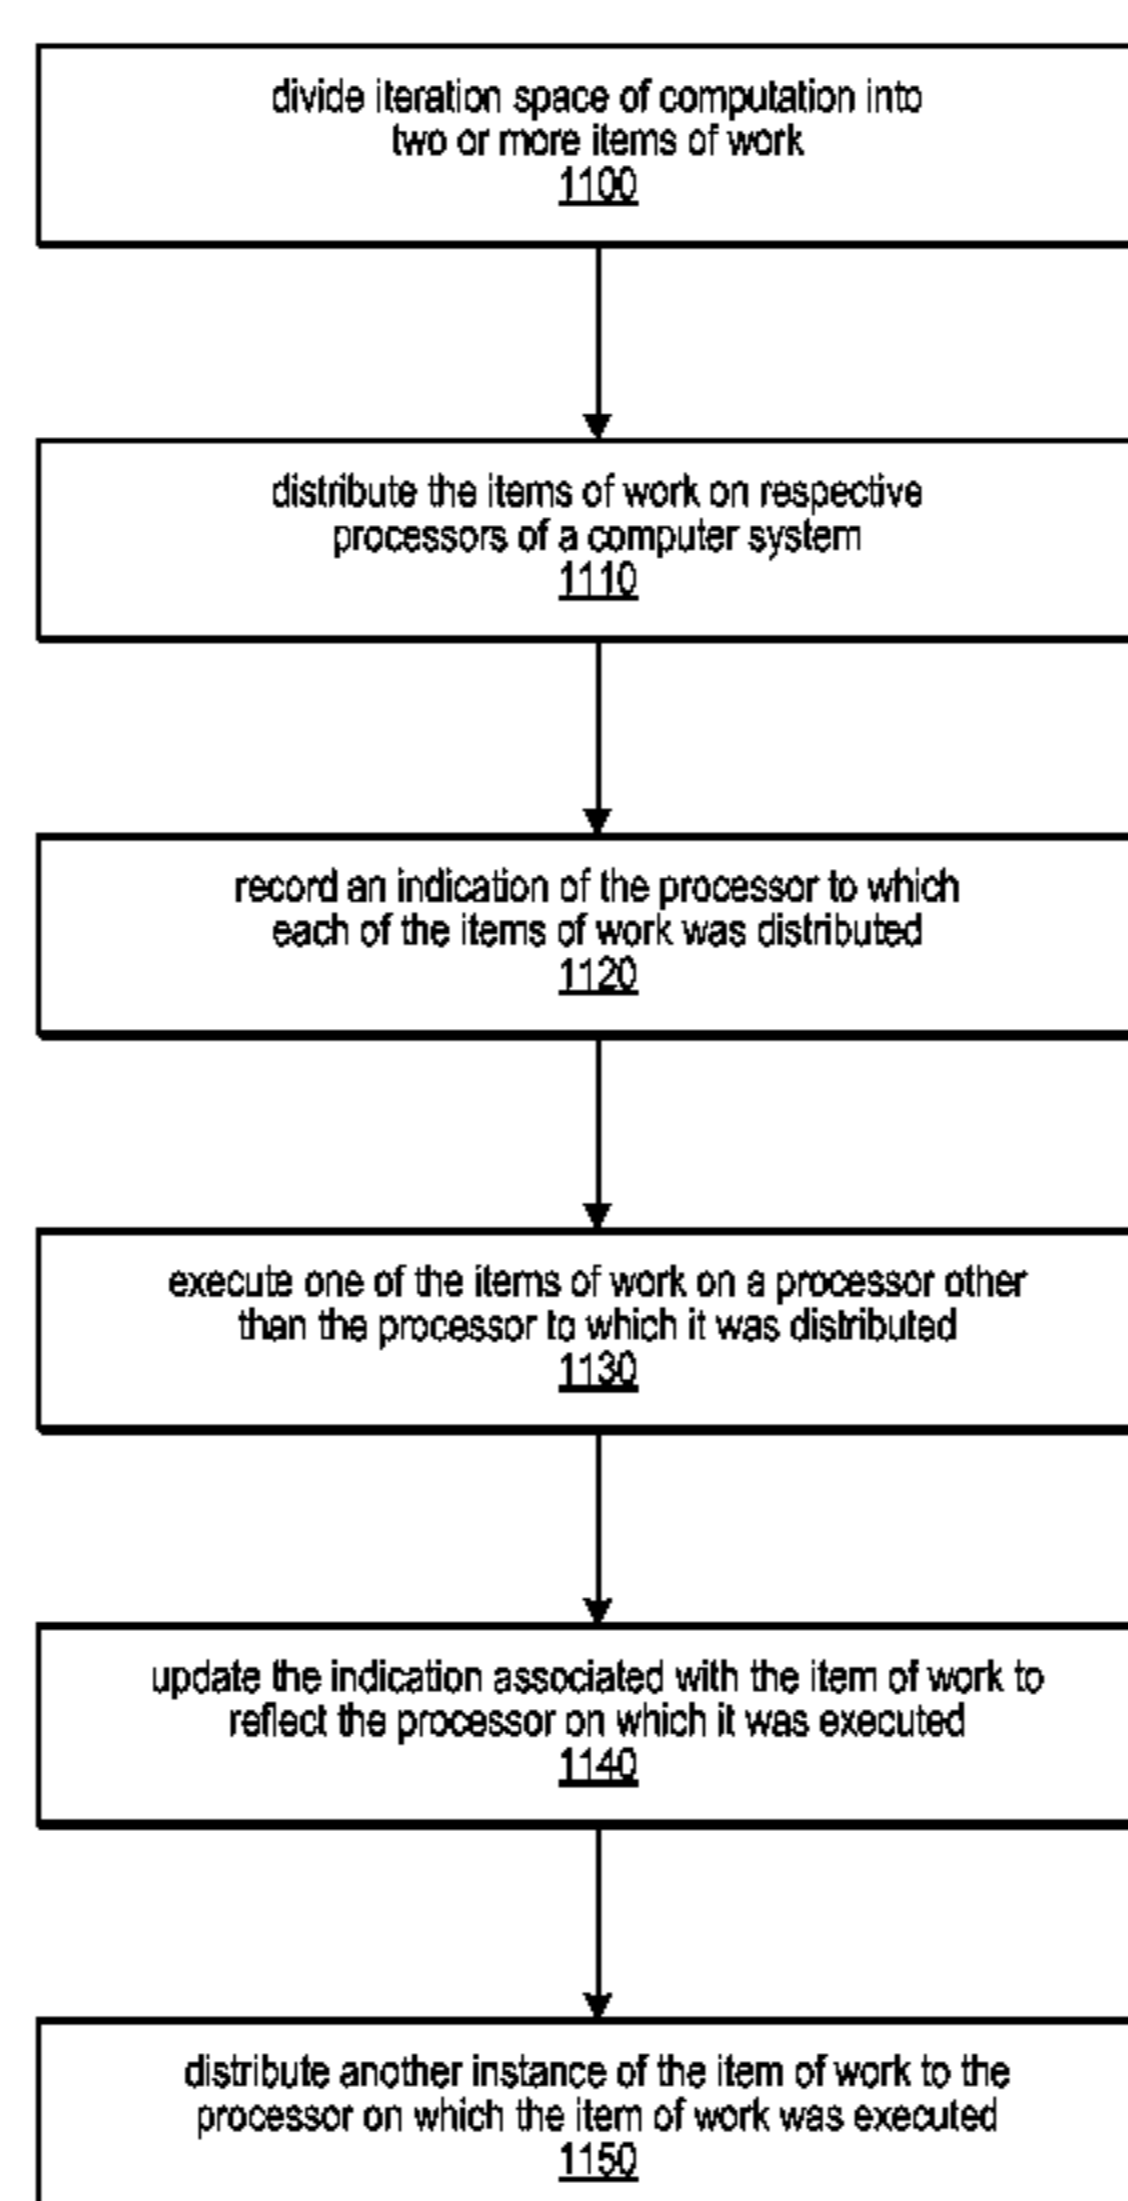 divide iteration space of computation into
two or more items of work
1100
distribute the items of work on respective
processors of a computer system
1110
record an indication of the processor to which
each of the items of work was distributed
1120
execute one of the items of work on a processor other
than the processor to which it was distributed
1130
update the indication associated with the item of work to
reflect the processor on which it was executed
1140
distribute another instance of the item of work to the
processor on which the item of work was executed
1150